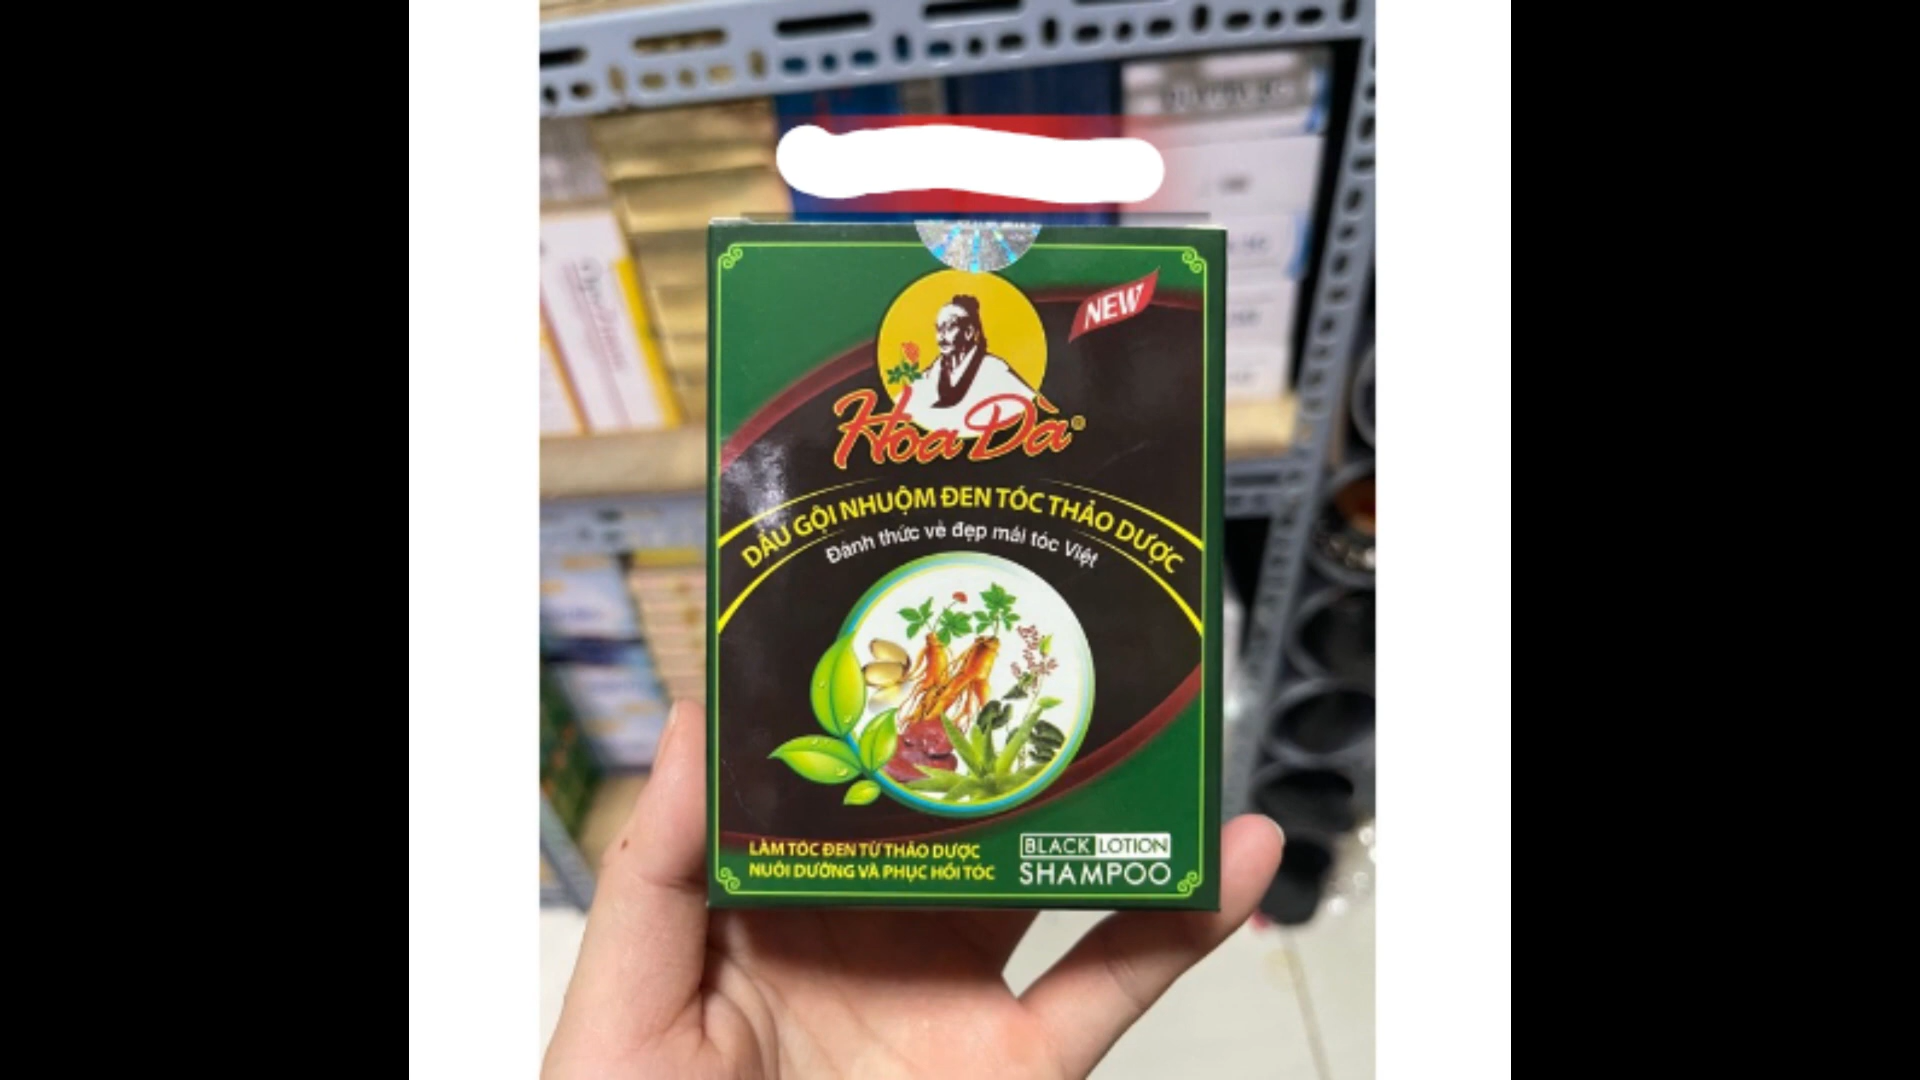 NEW
Hoa Đà®
DẦU GỘI NHUỘM ĐEN TÓC THẢO DƯỢC
Đánh thức vẻ đẹp mái tóc Việt
LÀM TÓC ĐEN TỪ THẢO DƯỢC
NUÔI DƯỠNG VÀ PHỤC HỒI TÓC
BLACK LOTION
SHAMPOO